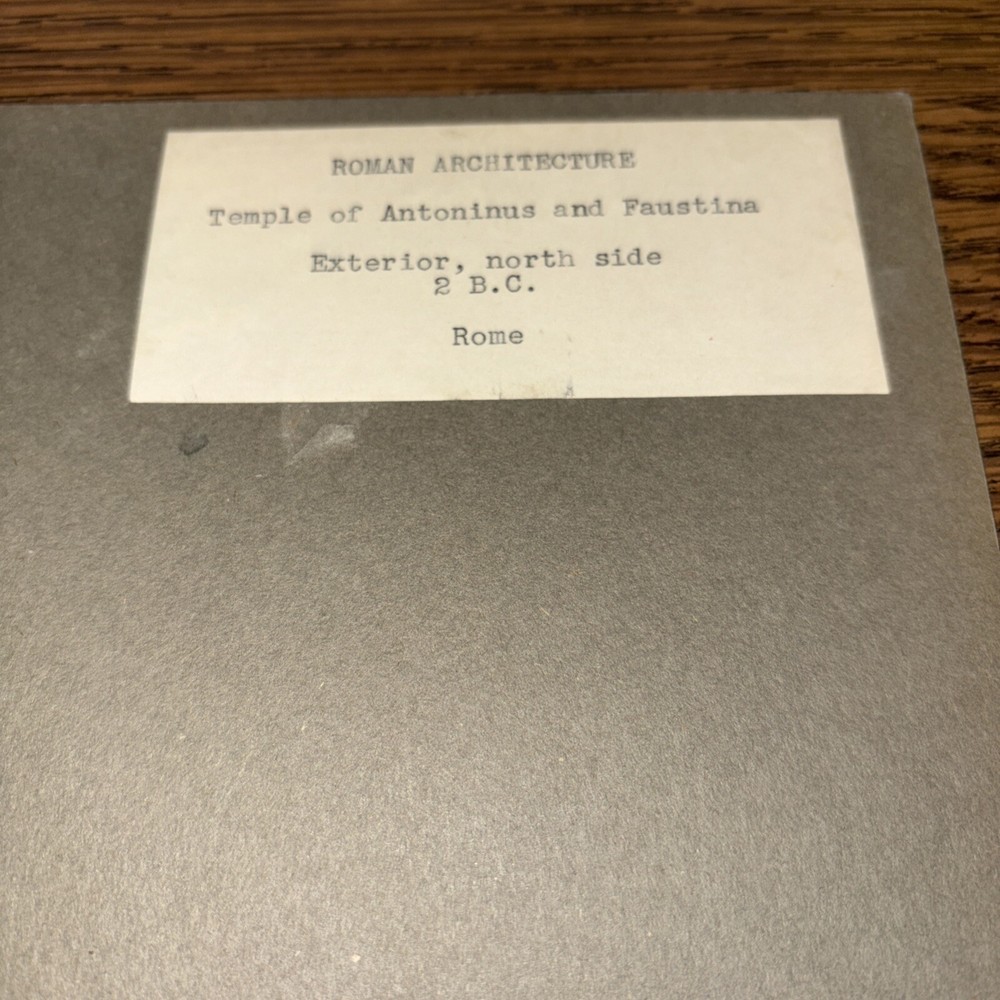 ROMAN ARCHITECTURE
Temple of Antoninus and Faustina
Exterior, north side
2 B.C.
Rome